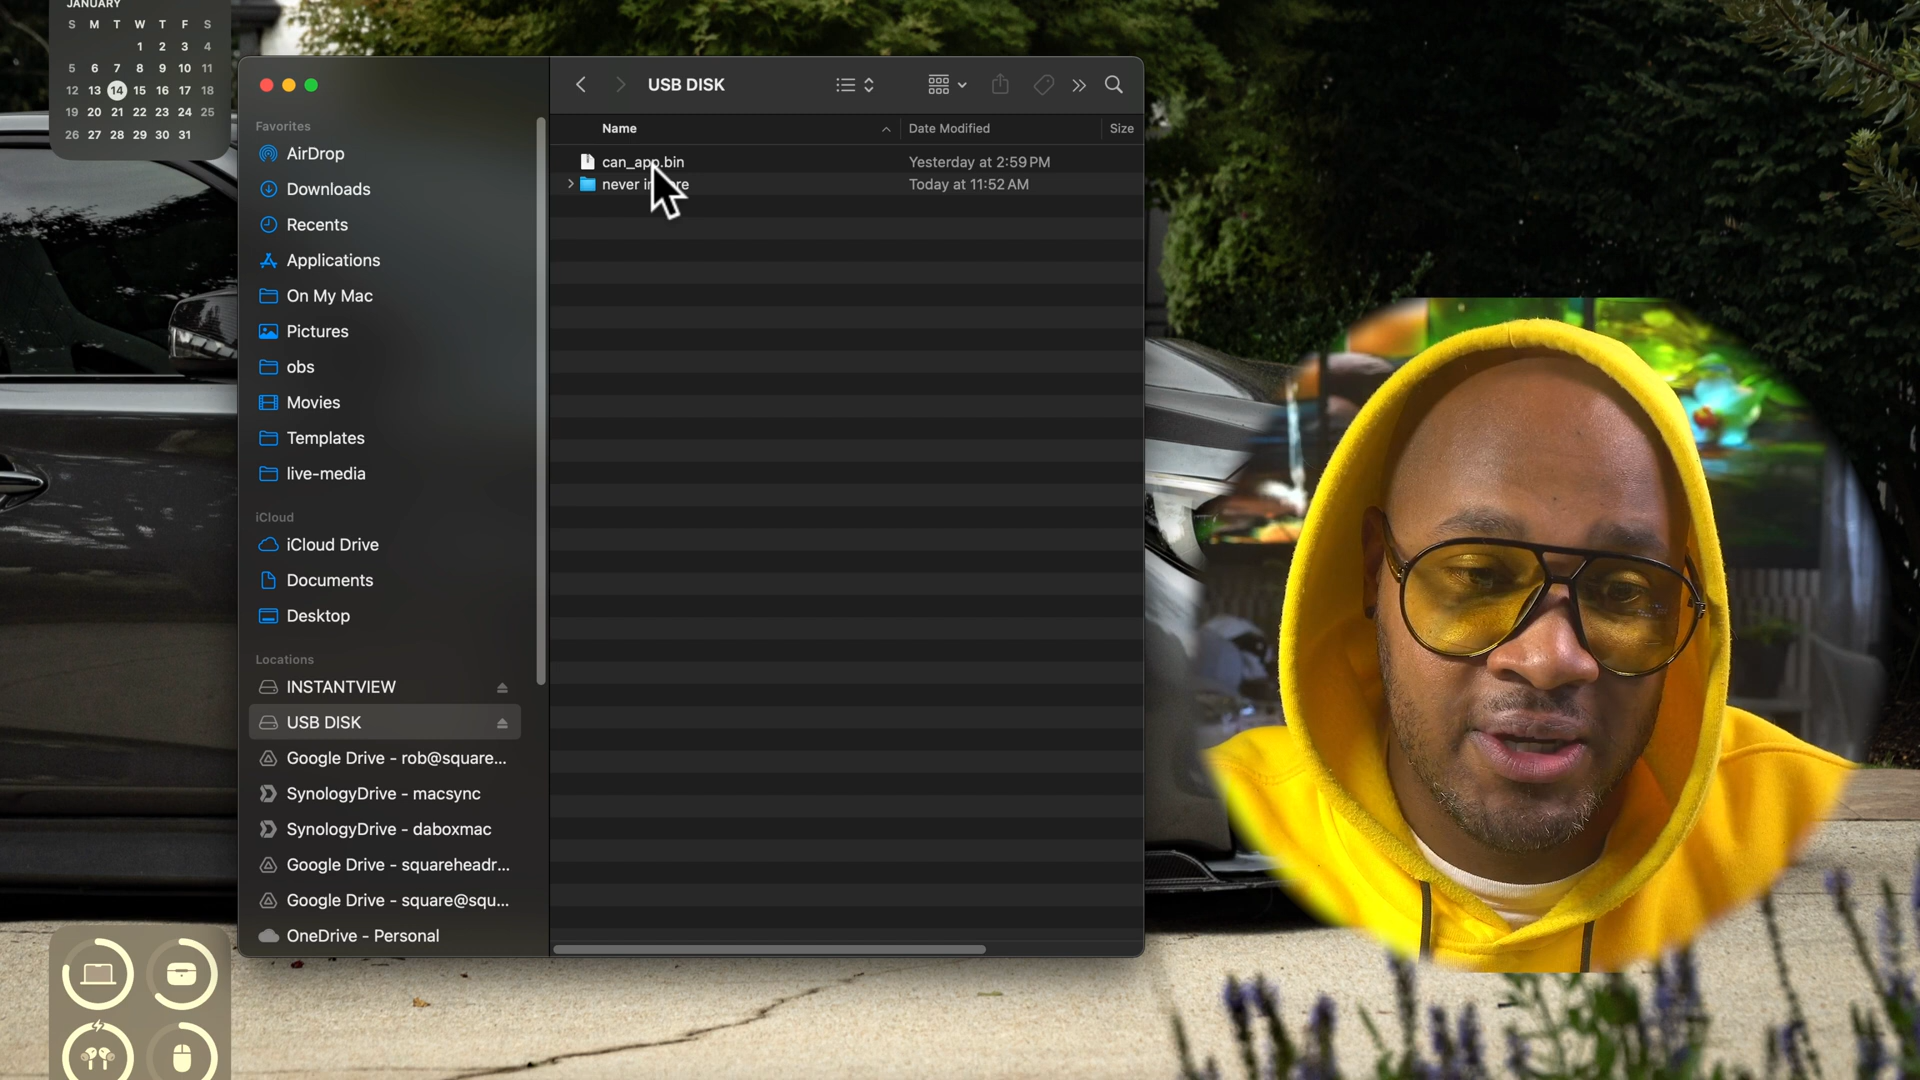 JANUARY
S M T W T F S
1 2 3 4
5 6 7 8 9 10 11
12 13 14 15 16 17 18
19 20 21 22 23 24 25
26 27 28 29 30 31
USB DISK
Favorites
AirDrop
Downloads
Recents
Applications
On My Mac
Pictures
obs
Movies
Templates
live-media
iCloud
iCloud Drive
Documents
Desktop
Locations
INSTANTVIEW
USB DISK
Google Drive - rob@square...
SynologyDrive - macsync
SynologyDrive - daboxmac
Google Drive - squareheadr...
Google Drive - square@squ...
OneDrive - Personal
Name Date Modified Size
can_app.bin Yesterday at 2:59 PM
never Today at 11:52 AM